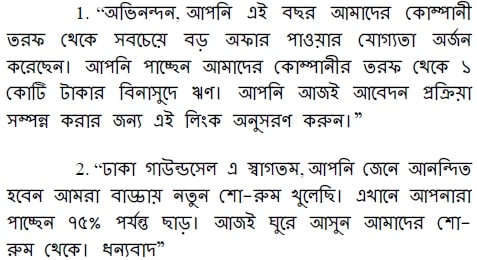 1. “অভিনন্দন, আপনি এই বছর আমাদের কোম্পানী
তরফ থেকে সবচেয়ে বড় অফার পাওয়ার যোগ্যতা অর্জন
করেছেন। আপনি পাচ্ছেন আমাদের কোম্পানীর তরফ থেকে ১
কোটি টাকার বিনাসুদে ঋণ। আপনি আজই আবেদন প্রক্রিয়া
সম্পন্ন করার জন্য এই লিংক অনুসরণ করুন।”
2. “ঢাকা গাউন্ডসেল এ স্বাগতম, আপনি জেনে আনন্দিত
হবেন আমরা বাড্ডায় নতুন শো-রুম খুলেছি। এখানে আপনারা
পাচ্ছেন ৭৫% পর্যন্ত ছাড়। আজই ঘুরে আসুন আমাদের শো-
রুম থেকে। ধন্যবাদ”